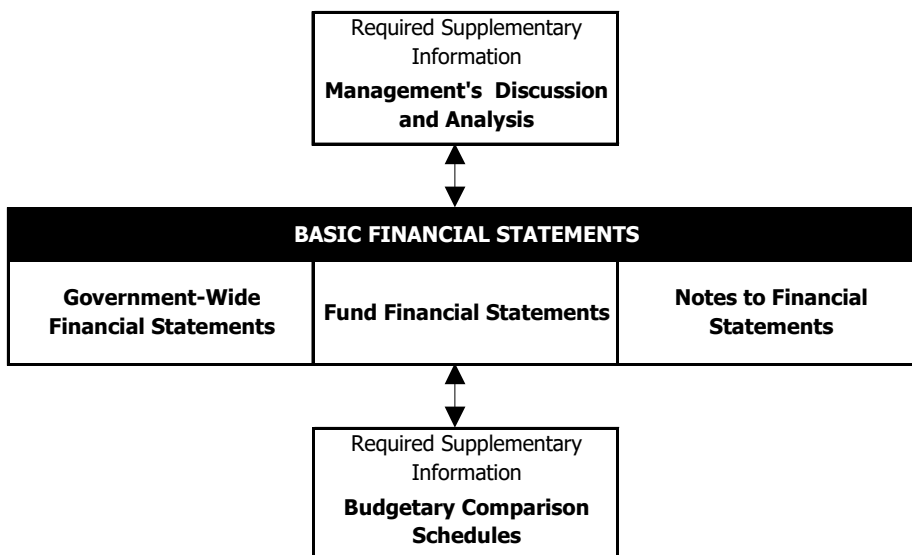 Required Supplementary
Information
Management's Discussion
and Analysis
BASIC FINANCIAL STATEMENTS
Government-Wide
Financial Statements
Fund Financial Statements
Notes to Financial
Statements
Required Supplementary
Information
Budgetary Comparison
Schedules